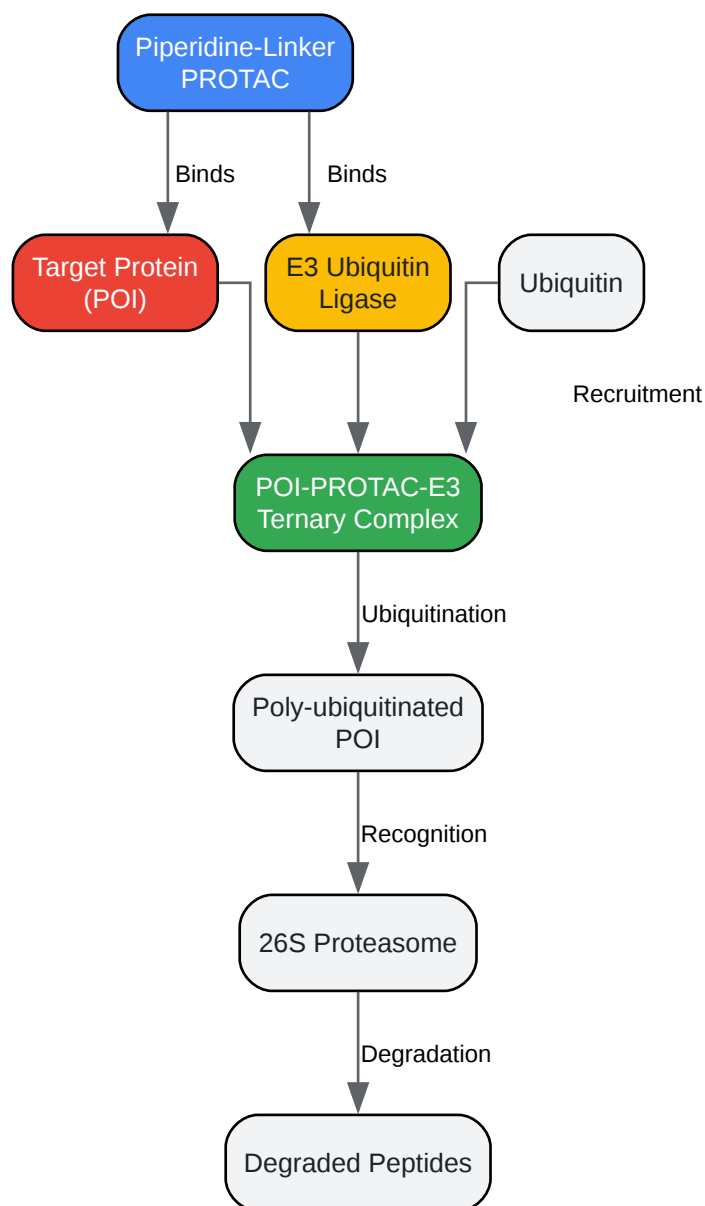 Piperidine-Linker
PROTAC
Binds
Binds
Target Protein
(POI)
E3 Ubiquitin
Ligase
Ubiquitin
Recruitment
POI-PROTAC-E3
Ternary Complex
Ubiquitination
Poly-ubiquitinated
POI
Recognition
26S Proteasome
Degradation
Degraded Peptides